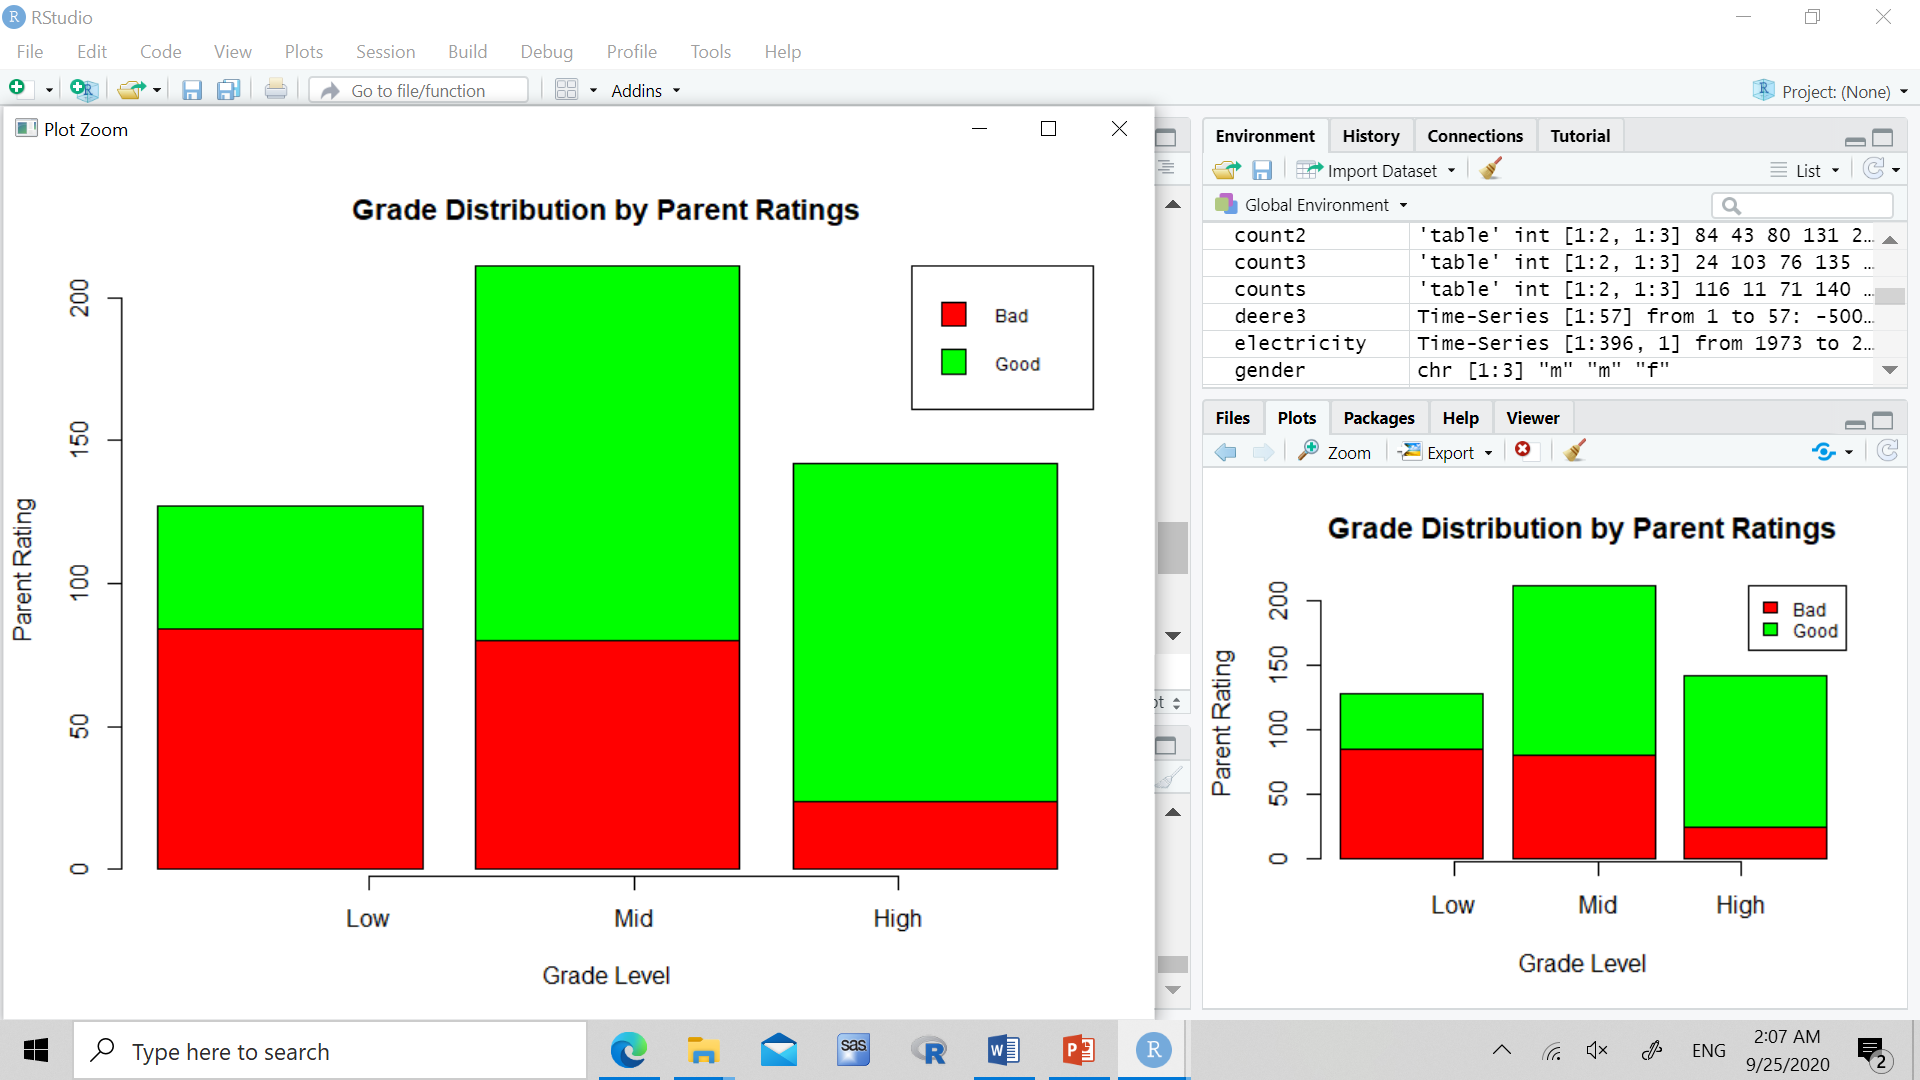 RStudio
File Edit Code View Plots Session Build Debug Profile Tools Help
Go to file/function Addins
Project: (None)
Plot Zoom
Grade Distribution by Parent Ratings
Bad
Good
200
150
100
50
0
Parent Rating
Low Mid High
Grade Level
Environment History Connections Tutorial
Import Dataset List
Global Environment
count2 'table' int [1:2, 1:3] 84 43 80 131 2…
count3 'table' int [1:2, 1:3] 24 103 76 135 …
counts 'table' int [1:2, 1:3] 116 11 71 140 …
deere3 Time-Series [1:57] from 1 to 57: -500…
electricity Time-Series [1:396, 1] from 1973 to 2…
gender chr [1:3] "m" "m" "f"
Files Plots Packages Help Viewer
Zoom Export
Grade Distribution by Parent Ratings
Bad
Good
200
150
100
50
0
Parent Rating
Low Mid High
Grade Level
Type here to search
sas
ENG
2:07 AM
9/25/2020
2